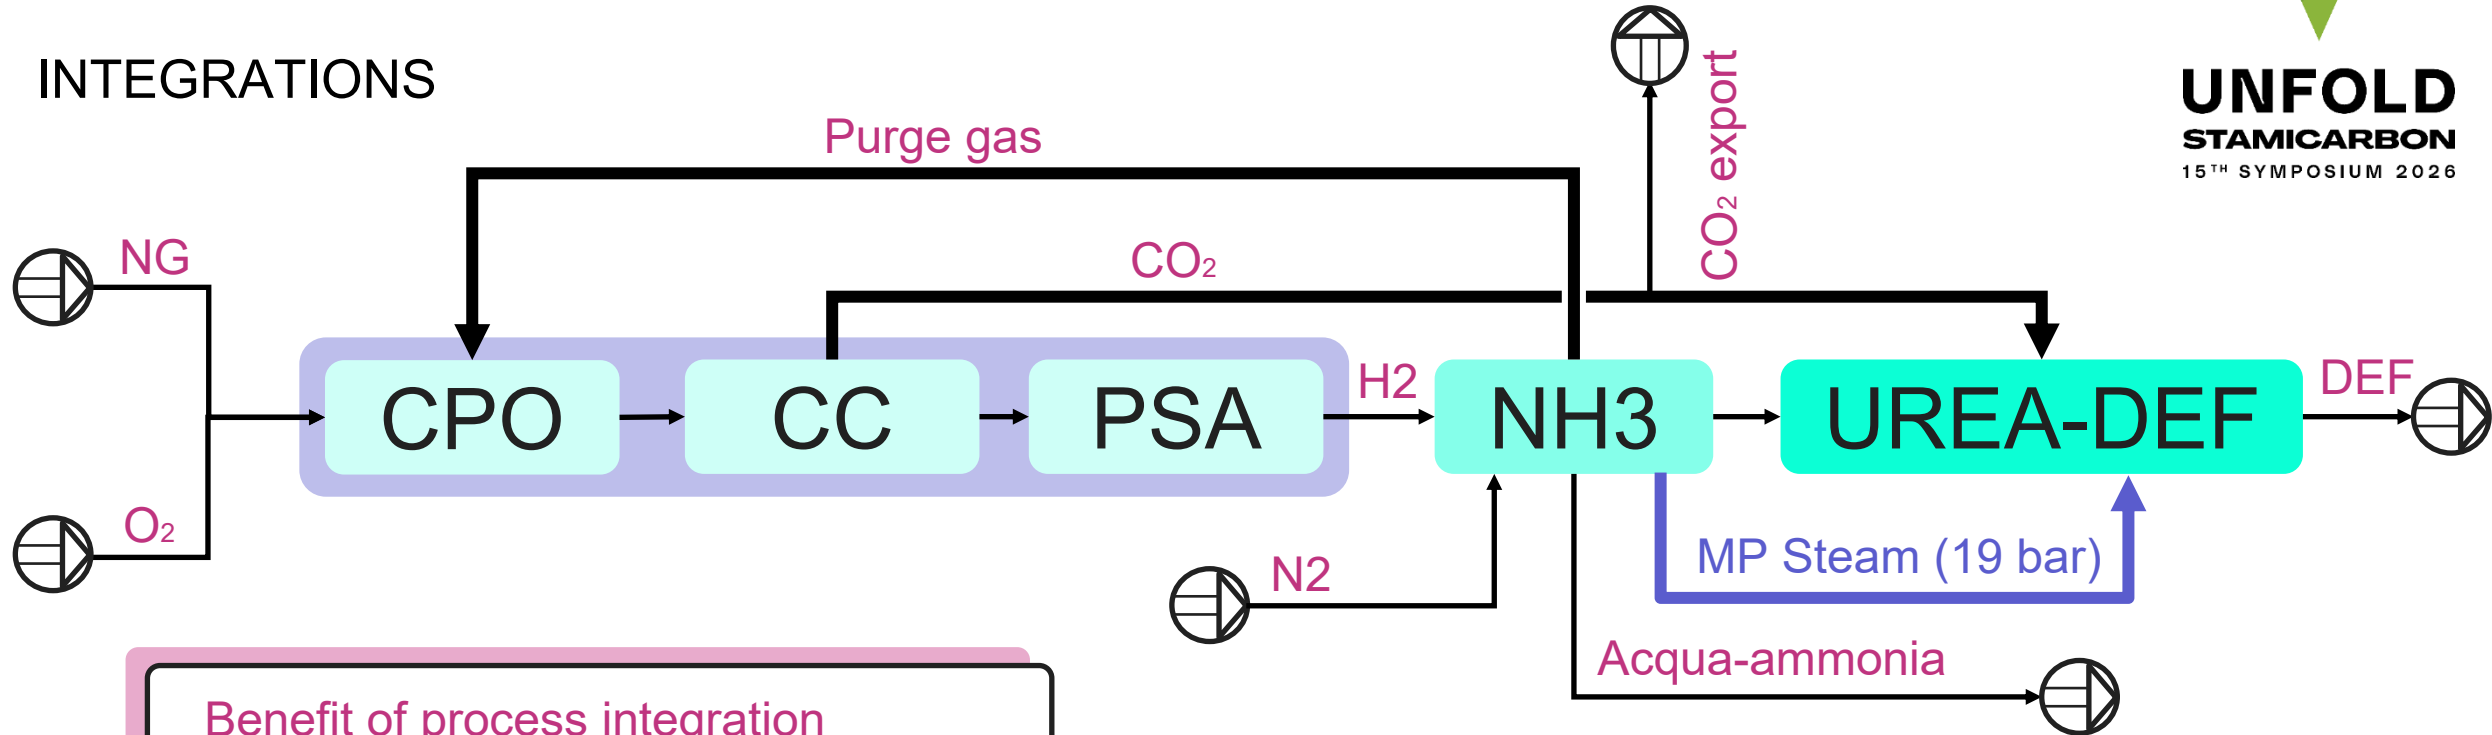 INTEGRATIONS
UNFOLD
STAMICARBON
15TH SYMPOSIUM 2026
Purge gas
CO2 export
NG
CO2
CPO
CC
PSA
H2
NH3
UREA-DEF
DEF
O2
N2
MP Steam (19 bar)
Acqua-ammonia
Benefit of process integration